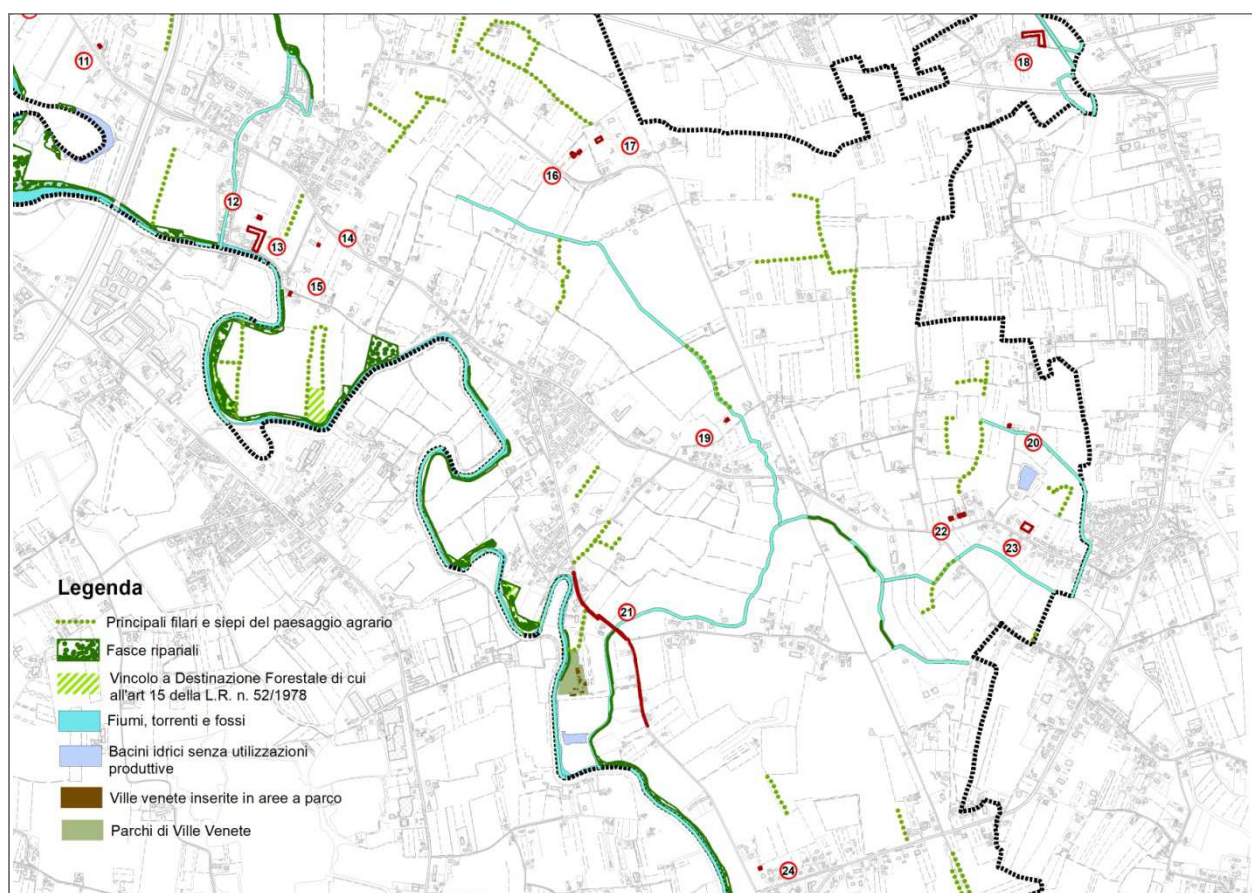 11
18
17
16
12
14
13
15
19
20
22
23
21
24
Legenda
Principali filari e siepi del paesaggio agrario
Fasce ripariali
Vincolo a Destinazione Forestale di cui
all'art 15 della L.R. n. 52/1978
Fiumi, torrenti e fossi
Bacini idrici senza utilizzazioni
produttive
Ville venete inserite in aree a parco
Parchi di Ville Venete